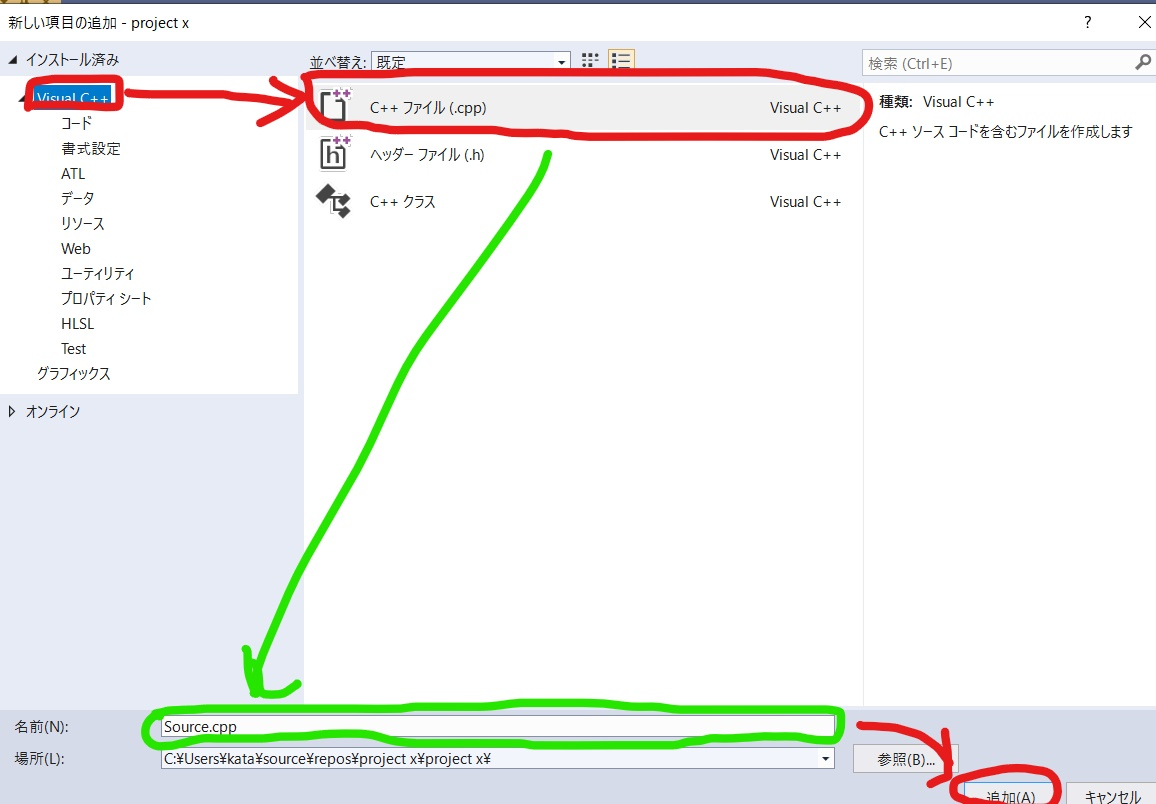 新しい項目の追加 - project x
?
インストール済み
Visual C++
コード
書式設定
ATL
データ
リソース
Web
ユーティリティ
プロパティ シート
HLSL
Test
グラフィックス
オンライン
並べ替え: 既定
C++ ファイル (.cpp) Visual C++
ヘッダー ファイル (.h) Visual C++
C++ クラス Visual C++
検索 (Ctrl+E)
種類: Visual C++
C++ ソース コードを含むファイルを作成します
名前(N): Source.cpp
場所(L): C:¥Users¥kata¥source¥repos¥project x¥project x¥
参照(B)...
追加(A) キャンセル